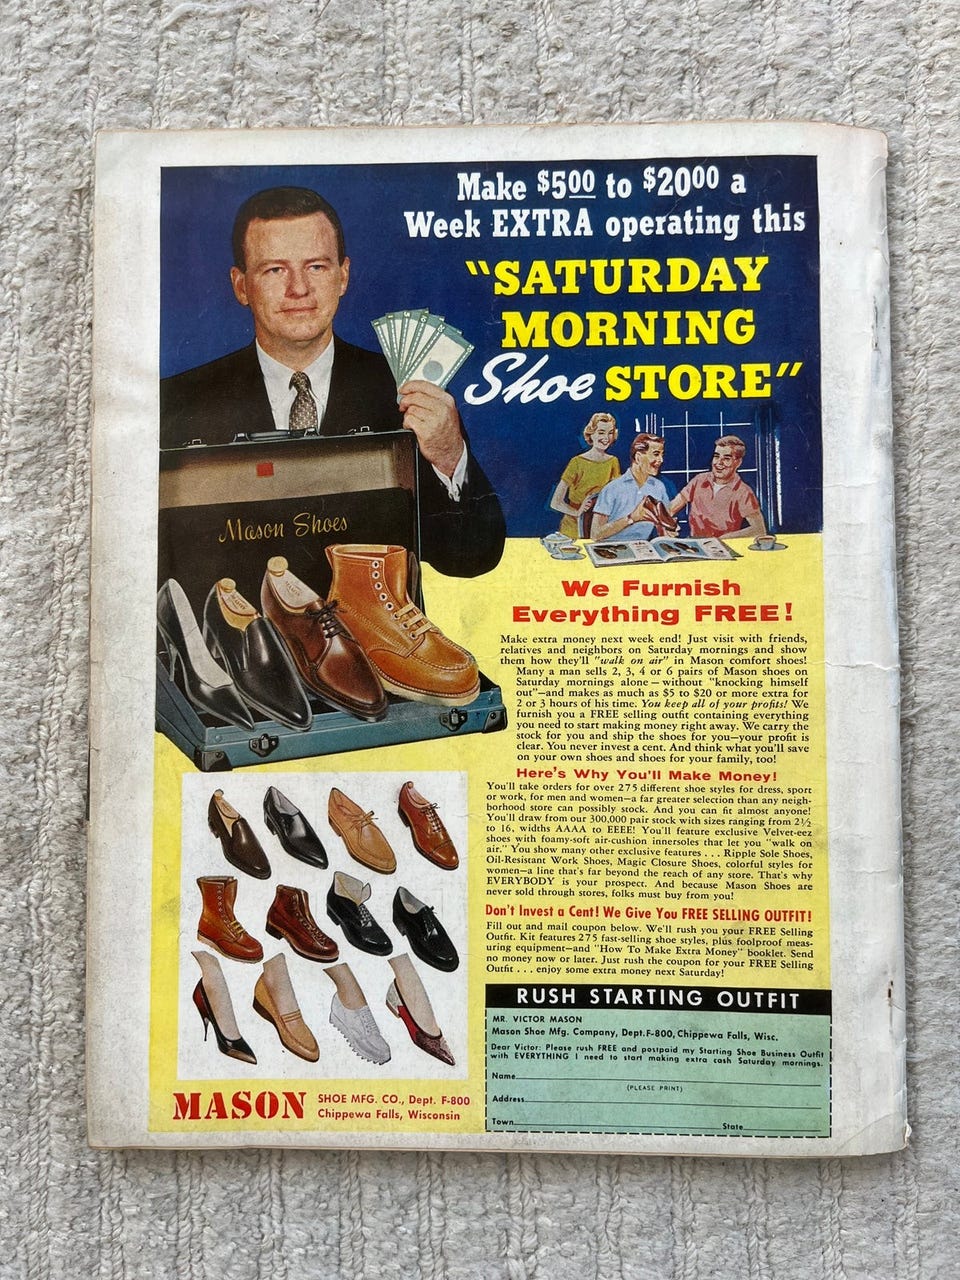 Make $5.00 to $20.00 a
Week EXTRA operating this
"SATURDAY
MORNING
Shoe STORE"
Mason Shoes
We Furnish
Everything FREE!
Make extra money next week end! Just visit with friends,
relatives and neighbors on Saturday mornings and show
them how they'll "walk on air" in Mason comfort shoes!
Many a man sells 2, 3, 4 or 6 pairs of Mason shoes on
Saturday mornings alone—without "knocking himself
out"—and makes as much as $5 to $20 or more extra for
2 or 3 hours of his time. You keep all of your profits! We
furnish you a FREE selling outfit containing everything
you need to start making money right away. We carry the
stock for you and ship the shoes for you—your profit is
clear. You never invest a cent. And think what you'll save
on your own shoes and shoes for your family, too!
Here's Why You'll Make Money!
You'll take orders for over 275 different shoe styles for dress, sport
or work, for men and women—a far greater selection than any neigh-
borhood store can possibly stock. And you can fit almost anyone!
You'll draw from our 300,000 pair stock with sizes ranging from 2½
to 16, widths AAAA to EEEE! You'll feature exclusive Velvet-eez
shoes with foamy-soft air-cushion innersoles that let you "walk on
air." You show many other exclusive features . . . Ripple Sole Shoes,
Oil-Resistant Work Shoes, Magic Closure Shoes, colorful styles for
women—a line that's far beyond the reach of any store. That's why
EVERYBODY is your prospect. And because Mason Shoes are
never sold through stores, folks must buy from you!
Don't Invest a Cent! We Give You FREE SELLING OUTFIT!
Fill out and mail coupon below. We'll rush you your FREE Selling
Outfit. Kit features 275 fast-selling shoe styles, plus foolproof meas-
uring equipment—and "How To Make Extra Money" booklet. Send
no money now or later. Just rush the coupon for your FREE Selling
Outfit . . . enjoy some extra money next Saturday!
RUSH STARTING OUTFIT
MR. VICTOR MASON
Mason Shoe Mfg. Company, Dept. F-800, Chippewa Falls, Wisc.
Dear Victor: Please rush FREE and postpaid my Starting Shoe Business Outfit
with EVERYTHING I need to start making extra cash Saturday mornings.
Name
(PLEASE PRINT)
Address
Town State
MASON SHOE MFG. CO., Dept. F-800
Chippewa Falls, Wisconsin